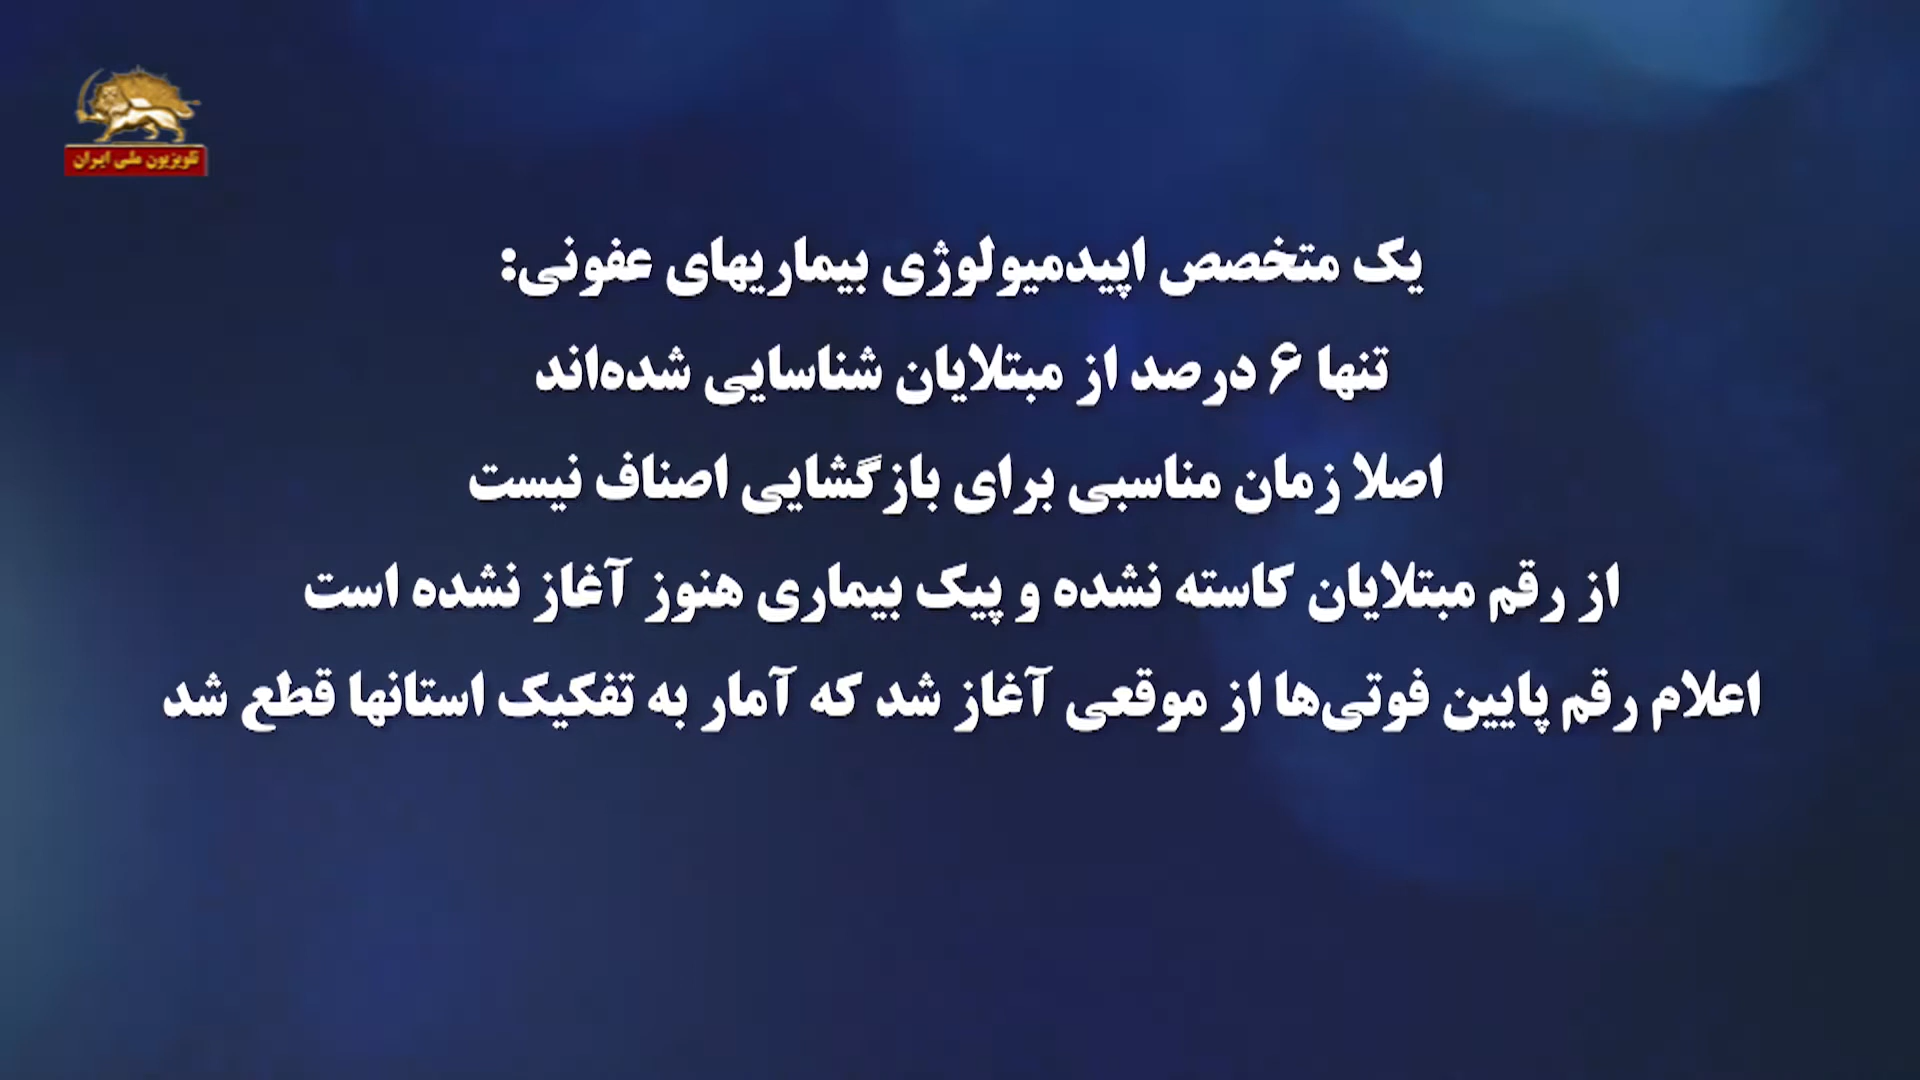 تلویزیون ملی ایران
یک متخصص اپیدمیولوژی بیماریهای عفونی:
تنها ۶ درصد از مبتلایان شناسایی شده‌اند
اصلا زمان مناسبی برای بازگشایی اصناف نیست
از رقم مبتلایان کاسته نشده و پیک بیماری هنوز آغاز نشده است
اعلام رقم پایین فوتی‌ها از موقعی آغاز شد که آمار به تفکیک استانها قطع شد